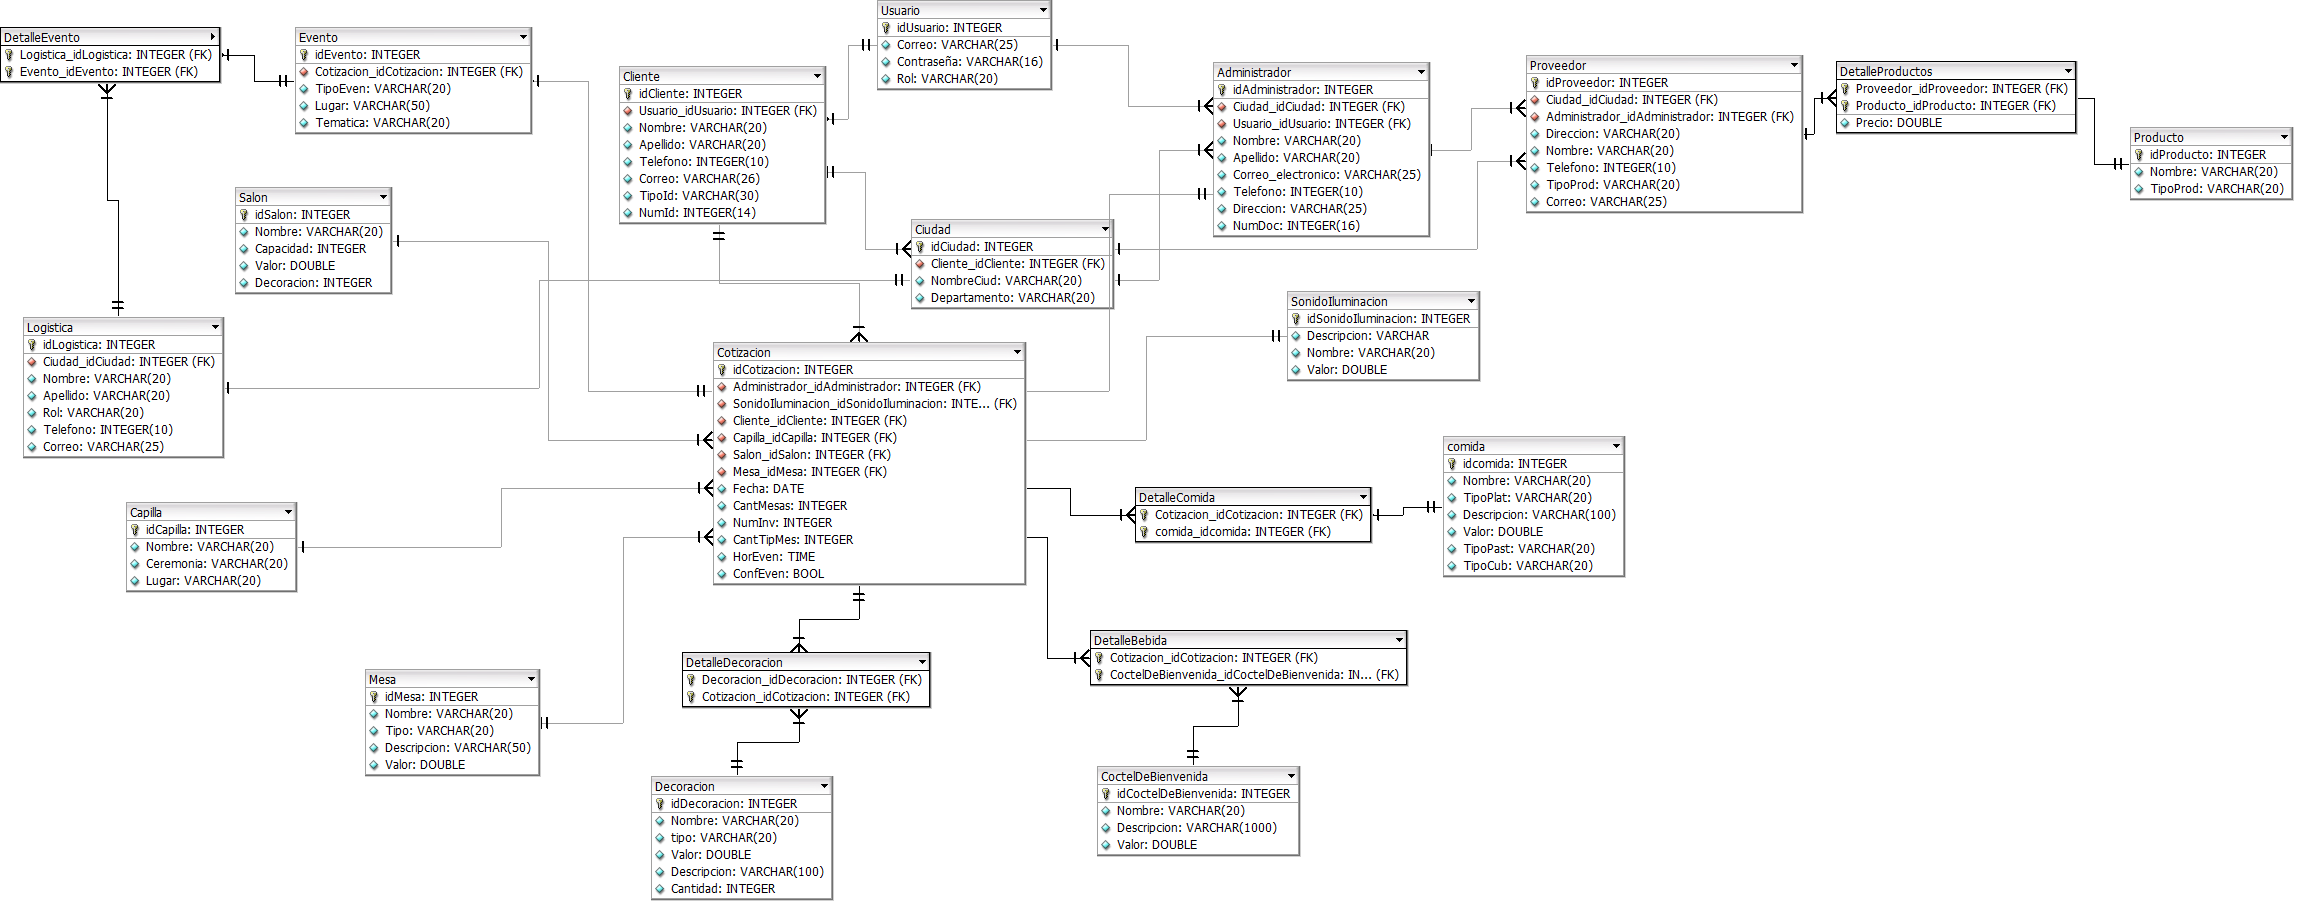 DetalleEvento
Logistica_idLogistica: INTEGER (FK)
Evento_idEvento: INTEGER (FK)
Evento
idEvento: INTEGER
Cotizacion_idCotizacion: INTEGER (FK)
TipoEven: VARCHAR(20)
Lugar: VARCHAR(50)
Tematica: VARCHAR(20)
Cliente
idCliente: INTEGER
Usuario_idUsuario: INTEGER (FK)
Nombre: VARCHAR(20)
Apellido: VARCHAR(20)
Telefono: INTEGER(10)
Correo: VARCHAR(26)
TipoId: VARCHAR(30)
NumId: INTEGER(14)
Usuario
idUsuario: INTEGER
Correo: VARCHAR(25)
Contraseña: VARCHAR(16)
Rol: VARCHAR(20)
Administrador
idAdministrador: INTEGER
Ciudad_idCiudad: INTEGER (FK)
Usuario_idUsuario: INTEGER (FK)
Nombre: VARCHAR(20)
Apellido: VARCHAR(20)
Correo_electronico: VARCHAR(25)
Telefono: INTEGER(10)
Direccion: VARCHAR(25)
NumDoc: INTEGER(16)
Proveedor
idProveedor: INTEGER
Ciudad_idCiudad: INTEGER (FK)
Administrador_idAdministrador: INTEGER (FK)
Direccion: VARCHAR(20)
Nombre: VARCHAR(20)
Telefono: INTEGER(10)
TipoProd: VARCHAR(20)
Correo: VARCHAR(25)
DetalleProductos
Proveedor_idProveedor: INTEGER (FK)
Producto_idProducto: INTEGER (FK)
Precio: DOUBLE
Producto
idProducto: INTEGER
Nombre: VARCHAR(20)
TipoProd: VARCHAR(20)
Salon
idSalon: INTEGER
Nombre: VARCHAR(20)
Capacidad: INTEGER
Valor: DOUBLE
Decoracion: INTEGER
Ciudad
idCiudad: INTEGER
Cliente_idCliente: INTEGER (FK)
NombreCiud: VARCHAR(20)
Departamento: VARCHAR(20)
Logistica
idLogistica: INTEGER
Ciudad_idCiudad: INTEGER (FK)
Nombre: VARCHAR(20)
Apellido: VARCHAR(20)
Rol: VARCHAR(20)
Telefono: INTEGER(10)
Correo: VARCHAR(25)
Cotizacion
idCotizacion: INTEGER
Administrador_idAdministrador: INTEGER (FK)
SonidoIluminacion_idSonidoIluminacion: INTE... (FK)
Cliente_idCliente: INTEGER (FK)
Capilla_idCapilla: INTEGER (FK)
Salon_idSalon: INTEGER (FK)
Mesa_idMesa: INTEGER (FK)
Fecha: DATE
CantMesas: INTEGER
NumInv: INTEGER
CantTipMes: INTEGER
HorEven: TIME
ConfEven: BOOL
SonidoIluminacion
idSonidoIluminacion: INTEGER
Descripcion: VARCHAR
Nombre: VARCHAR(20)
Valor: DOUBLE
comida
idcomida: INTEGER
Nombre: VARCHAR(20)
TipoPlat: VARCHAR(20)
Descripcion: VARCHAR(100)
Valor: DOUBLE
TipoPast: VARCHAR(20)
TipoCub: VARCHAR(20)
DetalleComida
Cotizacion_idCotizacion: INTEGER (FK)
comida_idcomida: INTEGER (FK)
Capilla
idCapilla: INTEGER
Nombre: VARCHAR(20)
Ceremonia: VARCHAR(20)
Lugar: VARCHAR(20)
DetalleBebida
Cotizacion_idCotizacion: INTEGER (FK)
CoctelDeBienvenida_idCoctelDeBienvenida: IN... (FK)
DetalleDecoracion
Decoracion_idDecoracion: INTEGER (FK)
Cotizacion_idCotizacion: INTEGER (FK)
Mesa
idMesa: INTEGER
Nombre: VARCHAR(20)
Tipo: VARCHAR(20)
Descripcion: VARCHAR(50)
Valor: DOUBLE
Decoracion
idDecoracion: INTEGER
Nombre: VARCHAR(20)
tipo: VARCHAR(20)
Valor: DOUBLE
Descripcion: VARCHAR(100)
Cantidad: INTEGER
CoctelDeBienvenida
idCoctelDeBienvenida: INTEGER
Nombre: VARCHAR(20)
Descripcion: VARCHAR(1000)
Valor: DOUBLE